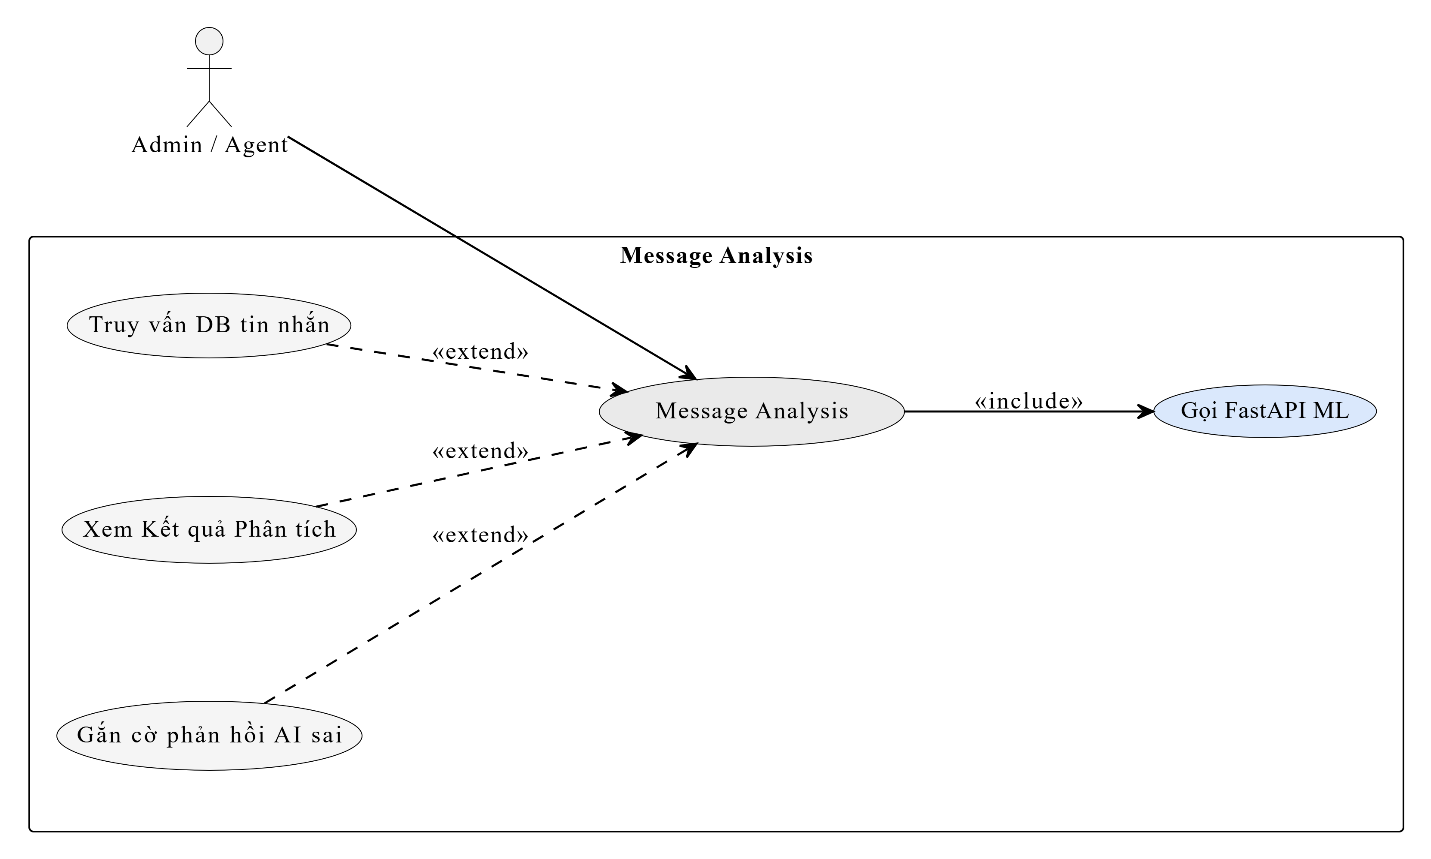 Admin / Agent
Message Analysis
Truy vấn DB tin nhắn
«extend»
Message Analysis
«include»
Gọi FastAPI ML
«extend»
Xem Kết quả Phân tích
«extend»
Gắn cờ phản hồi AI sai